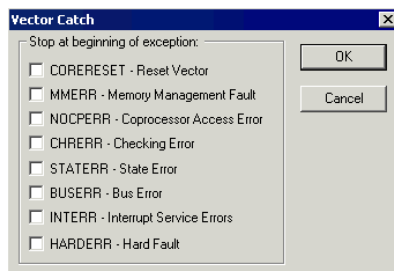 Vector Catch
Stop at beginning of exception:
CORERESET - Reset Vector
MMERR - Memory Management Fault
NOCPERR - Coprocessor Access Error
CHRERR - Checking Error
STATERR - State Error
BUSERR - Bus Error
INTERR - Interrupt Service Errors
HARDERR - Hard Fault
OK
Cancel